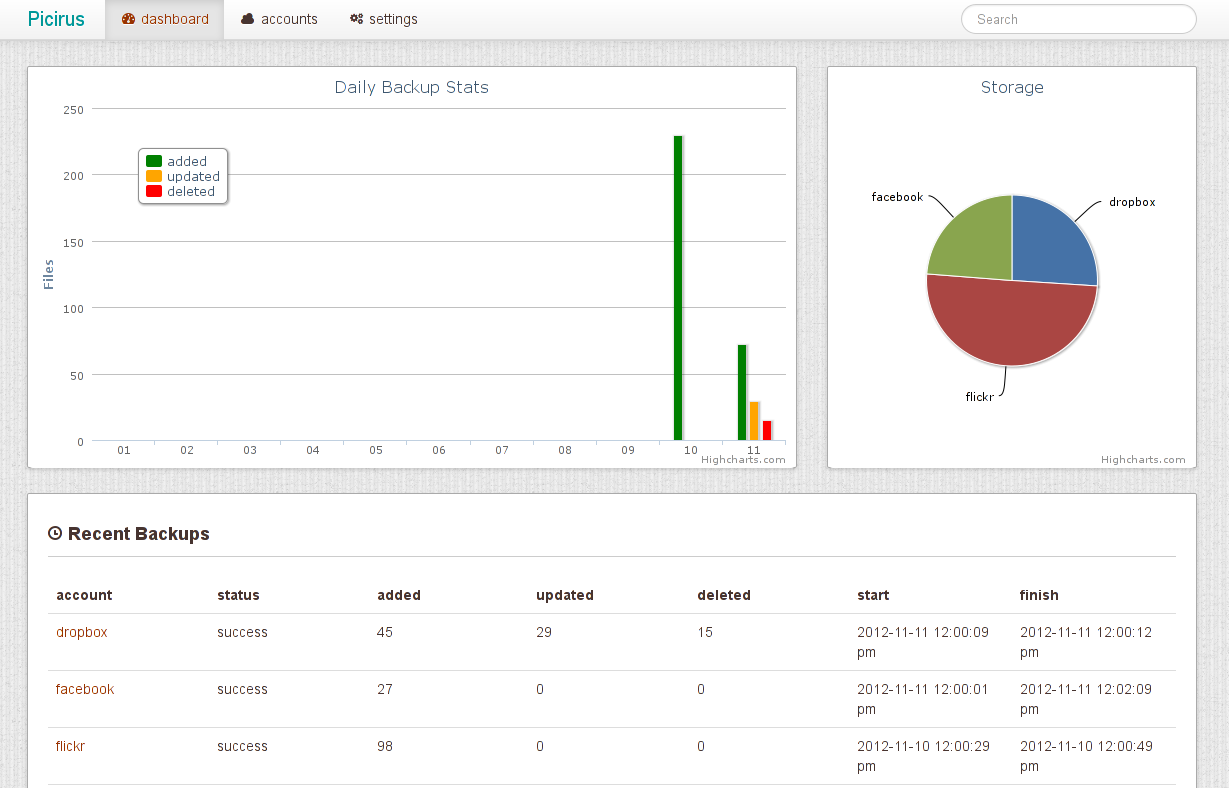 Picirus dashboard accounts settings Search
Daily Backup Stats
250
200
150
100
50
0
Files
added
updated
deleted
01 02 03 04 05 06 07 08 09 10 11
Highcharts.com
Storage
facebook
dropbox
flickr
Highcharts.com
Recent Backups
account status added updated deleted start finish
dropbox success 45 29 15 2012-11-11 12:00:09 pm 2012-11-11 12:00:12 pm
facebook success 27 0 0 2012-11-11 12:00:01 pm 2012-11-11 12:02:09 pm
flickr success 98 0 0 2012-11-10 12:00:29 pm 2012-11-10 12:00:49 pm